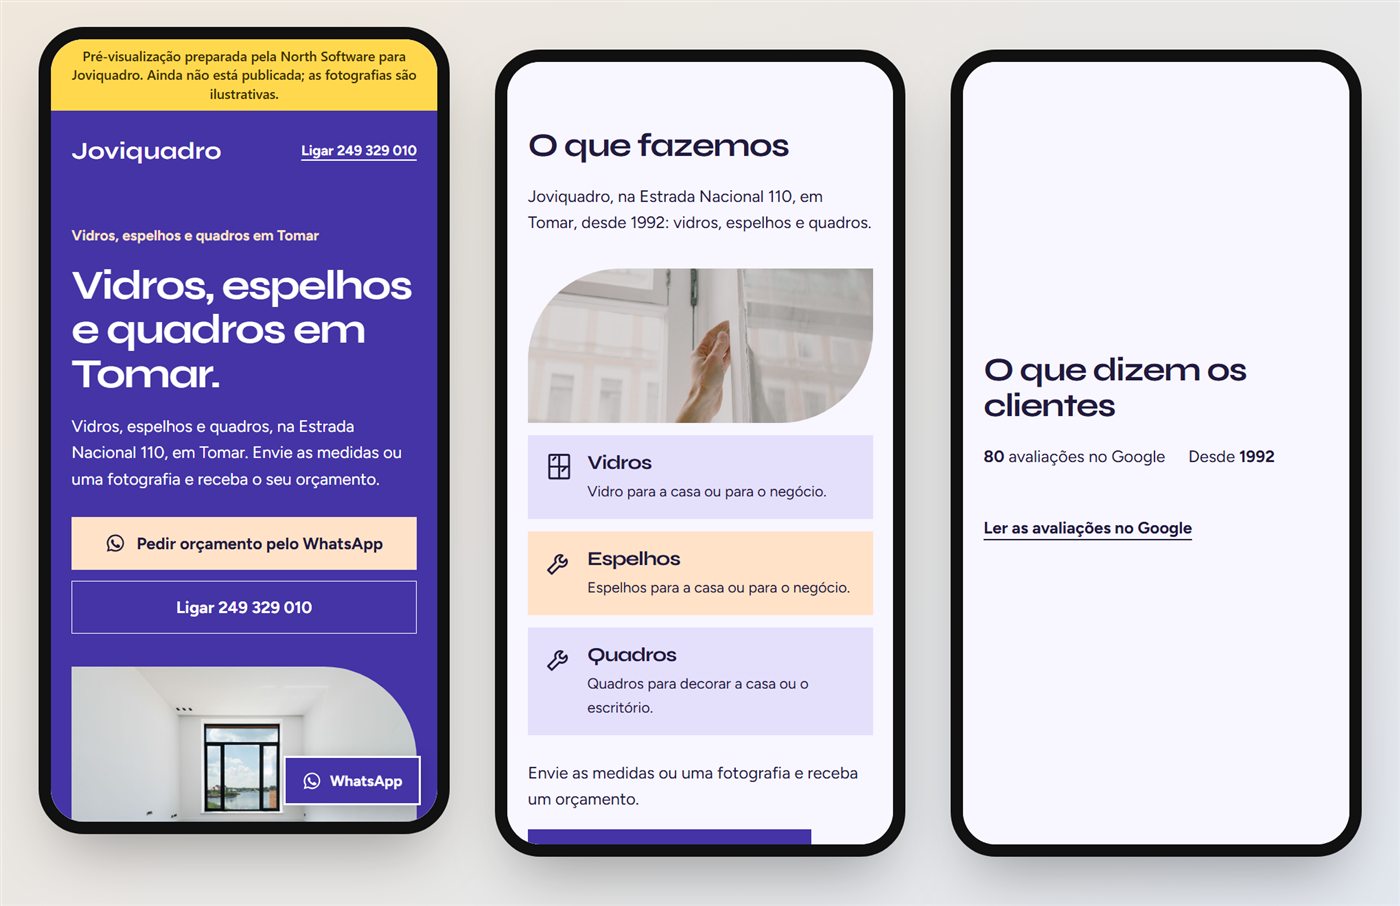 Pré-visualização preparada pela North Software para
Joviquadro. Ainda não está publicada; as fotografias são
ilustrativas.
Joviquadro
Ligar 249 329 010
Vidros, espelhos e quadros em Tomar
Vidros, espelhos
e quadros em
Tomar.
Vidros, espelhos e quadros, na Estrada
Nacional 110, em Tomar. Envie as medidas ou
uma fotografia e receba o seu orçamento.
Pedir orçamento pelo WhatsApp
Ligar 249 329 010
WhatsApp
O que fazemos
Joviquadro, na Estrada Nacional 110, em
Tomar, desde 1992: vidros, espelhos e quadros.
Vidros
Vidro para a casa ou para o negócio.
Espelhos
Espelhos para a casa ou para o negócio.
Quadros
Quadros para decorar a casa ou o
escritório.
Envie as medidas ou uma fotografia e receba
um orçamento.
O que dizem os
clientes
80 avaliações no Google
Desde 1992
Ler as avaliações no Google